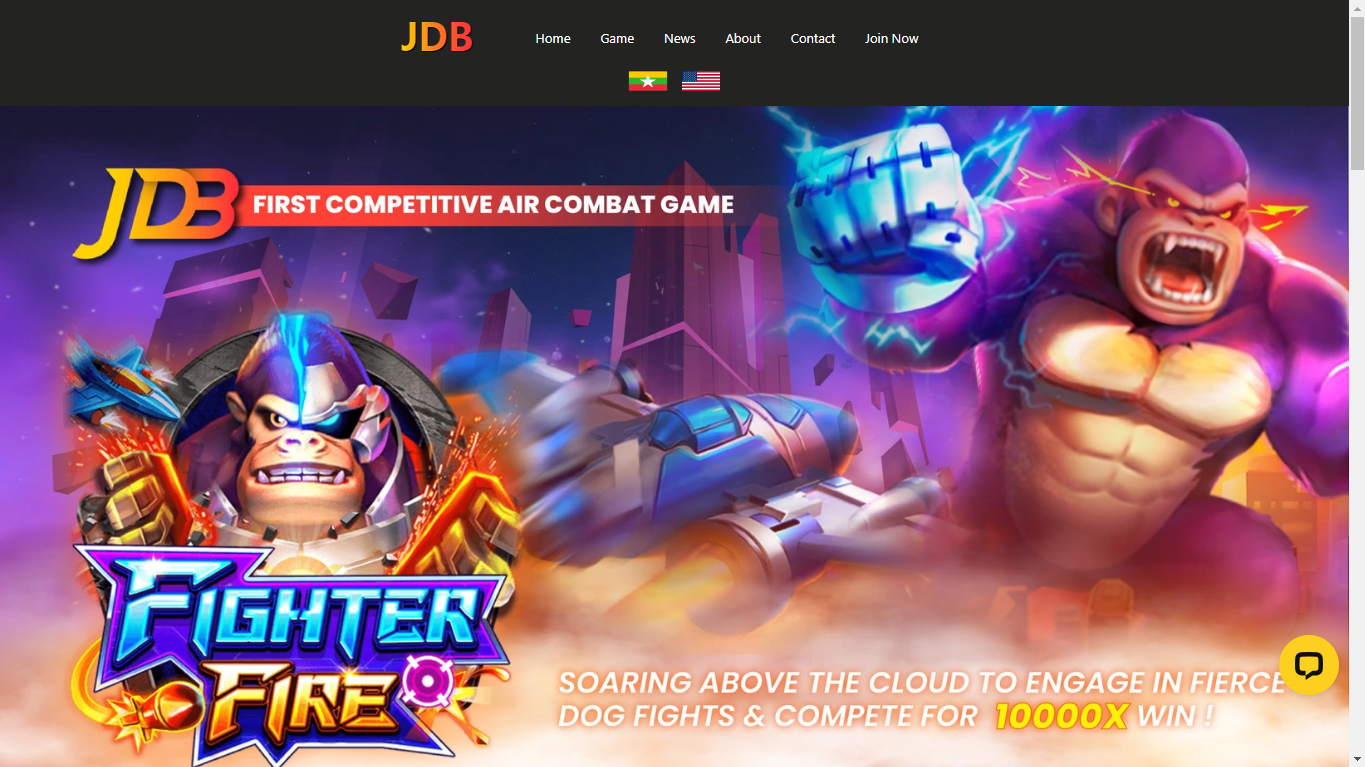 JDB
Home Game News About Contact Join Now
JDB FIRST COMPETITIVE AIR COMBAT GAME
FIGHTER
FIRE
SOARING ABOVE THE CLOUD TO ENGAGE IN FIERCE
DOG FIGHTS & COMPETE FOR 10000X WIN !